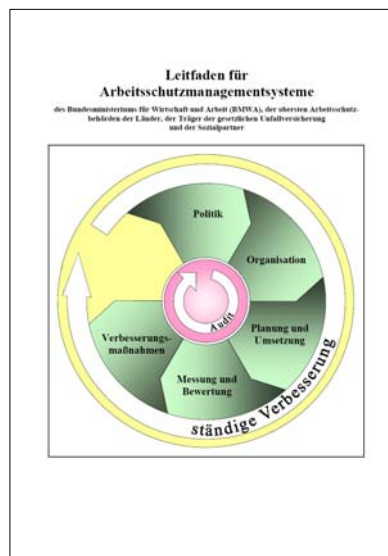 Leitfaden für
Arbeitsschutzmanagementsysteme
des Bundesministeriums für Wirtschaft und Arbeit (BMWA), der obersten Arbeitsschutz-
behörden der Länder, der Träger der gesetzlichen Unfallversicherung
und der Sozialpartner
Politik
Organisation
Planung und
Umsetzung
Messung und
Bewertung
Verbesserungs-
maßnahmen
Audit
ständige Verbesserung